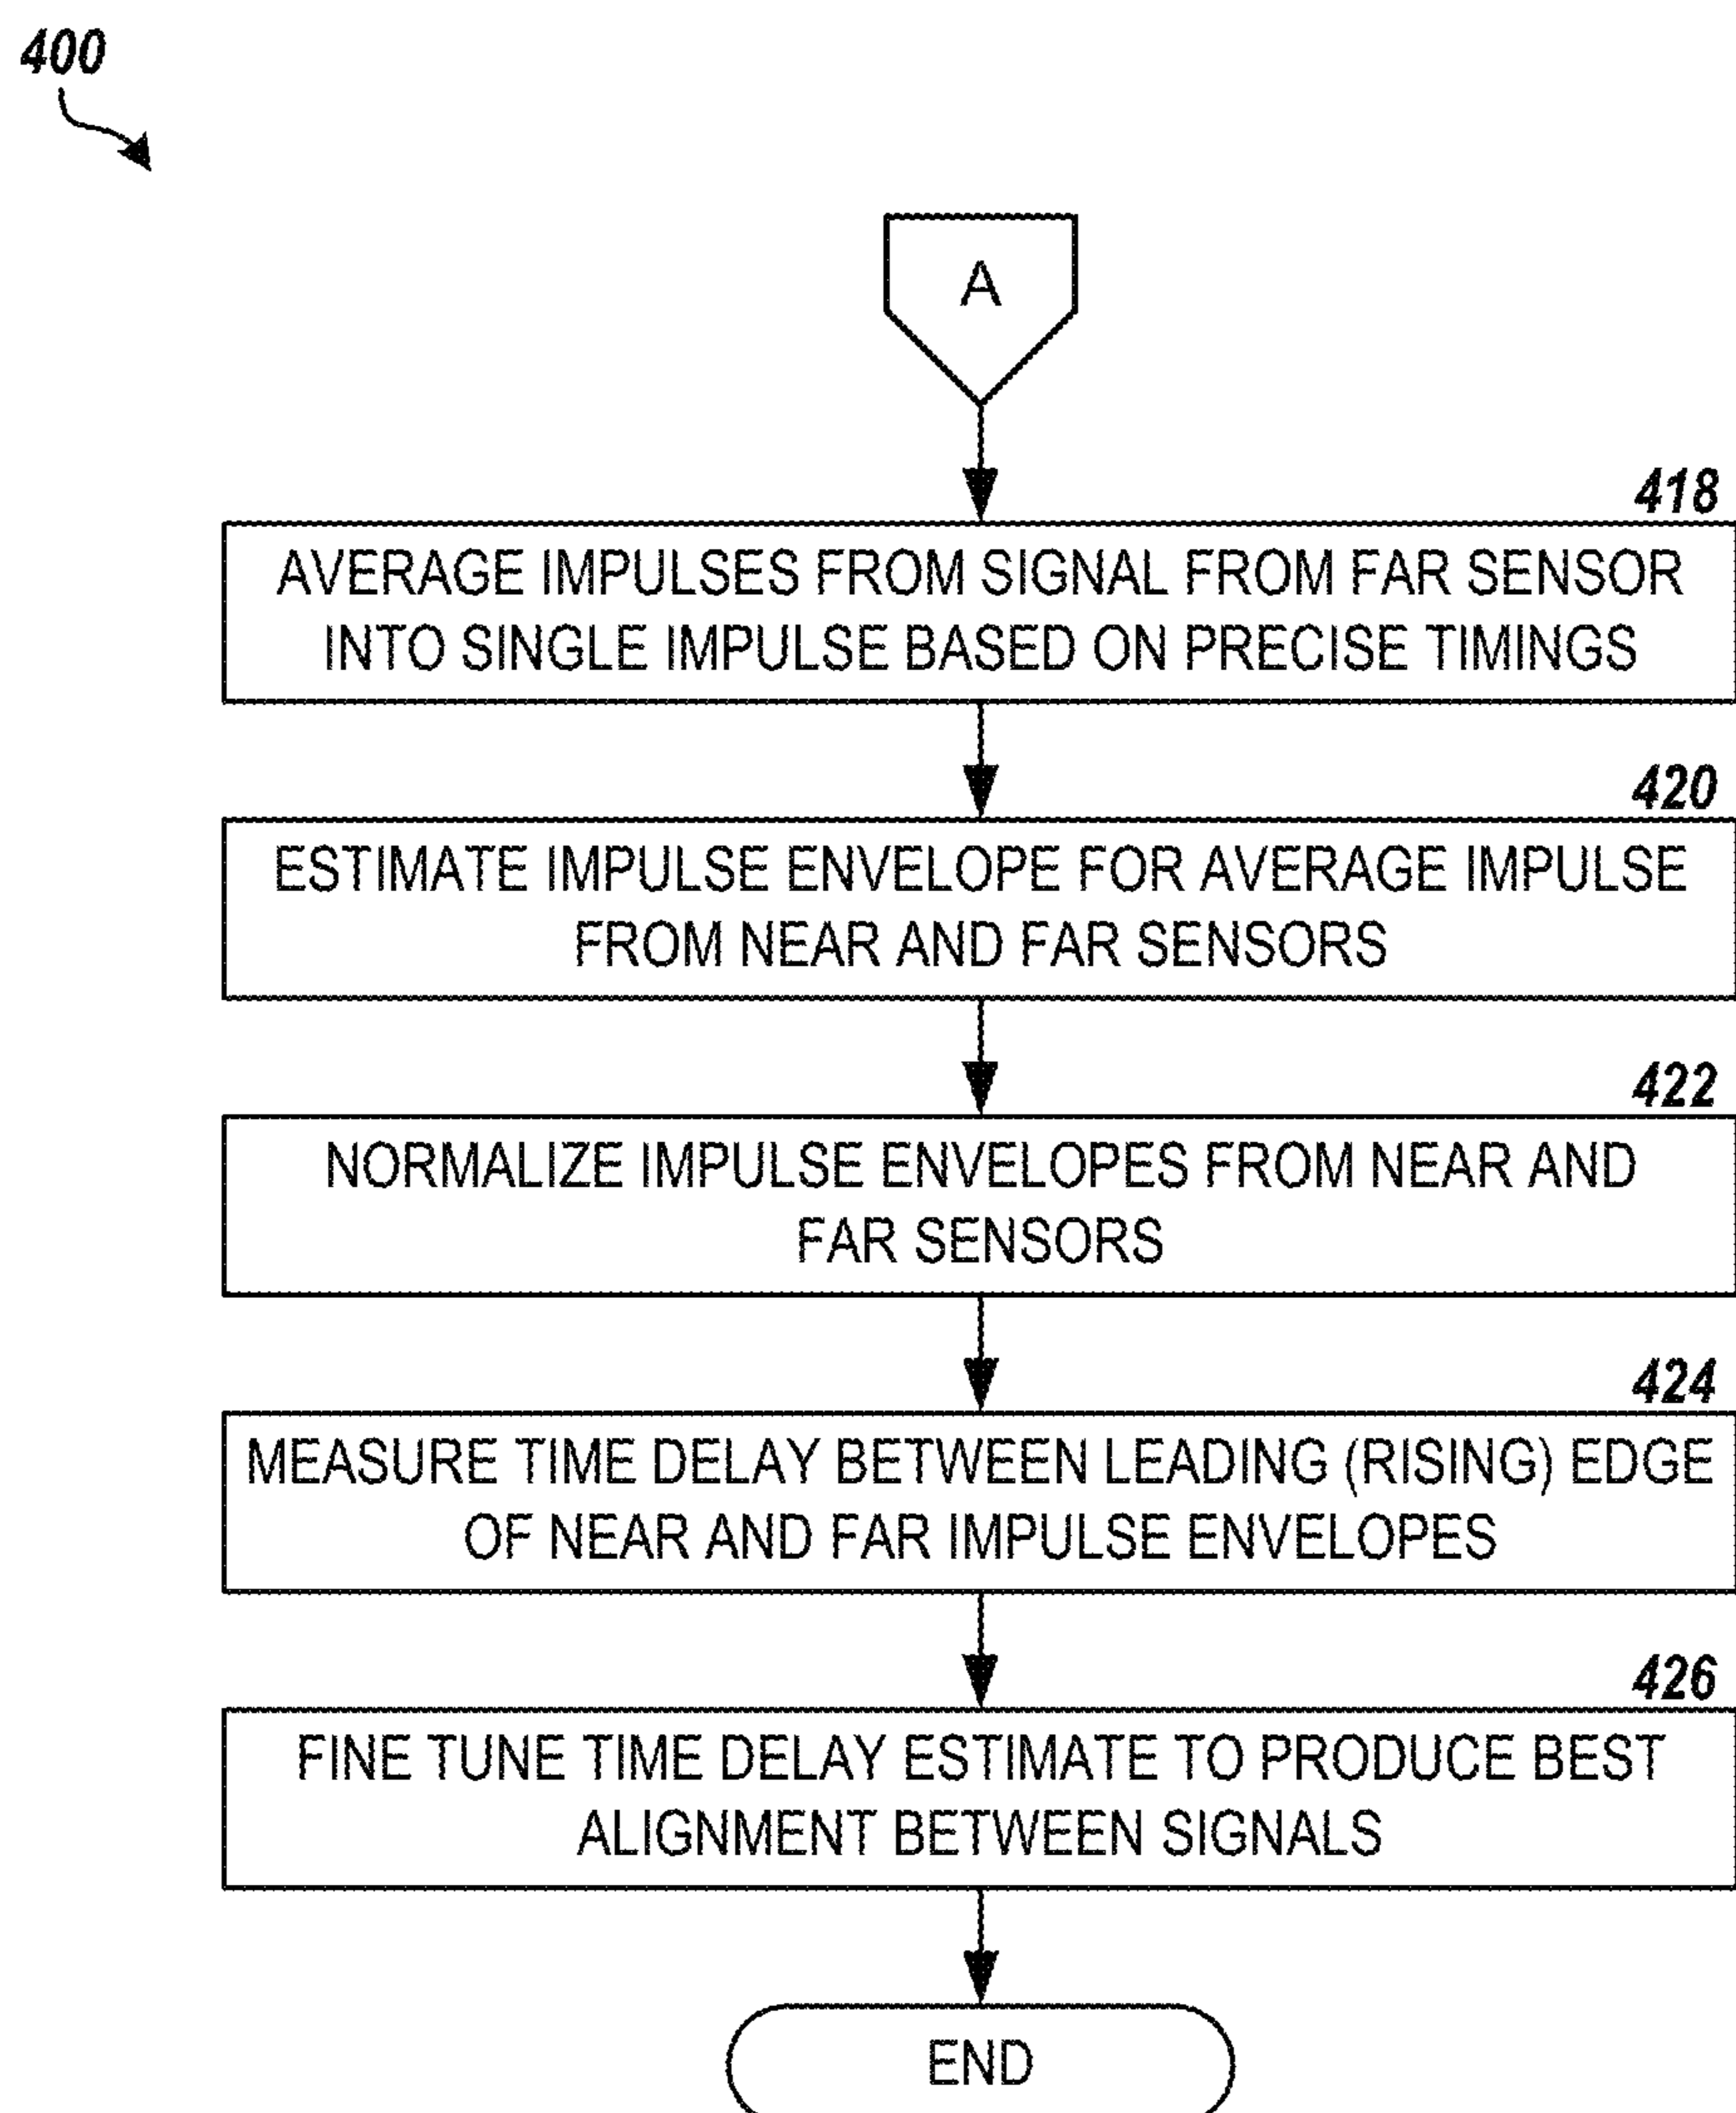 400
A
418
AVERAGE IMPULSES FROM SIGNAL FROM FAR SENSOR
INTO SINGLE IMPULSE BASED ON PRECISE TIMINGS
420
ESTIMATE IMPULSE ENVELOPE FOR AVERAGE IMPULSE
FROM NEAR AND FAR SENSORS
422
NORMALIZE IMPULSE ENVELOPES FROM NEAR AND
FAR SENSORS
424
MEASURE TIME DELAY BETWEEN LEADING (RISING) EDGE
OF NEAR AND FAR IMPULSE ENVELOPES
426
FINE TUNE TIME DELAY ESTIMATE TO PRODUCE BEST
ALIGNMENT BETWEEN SIGNALS
END